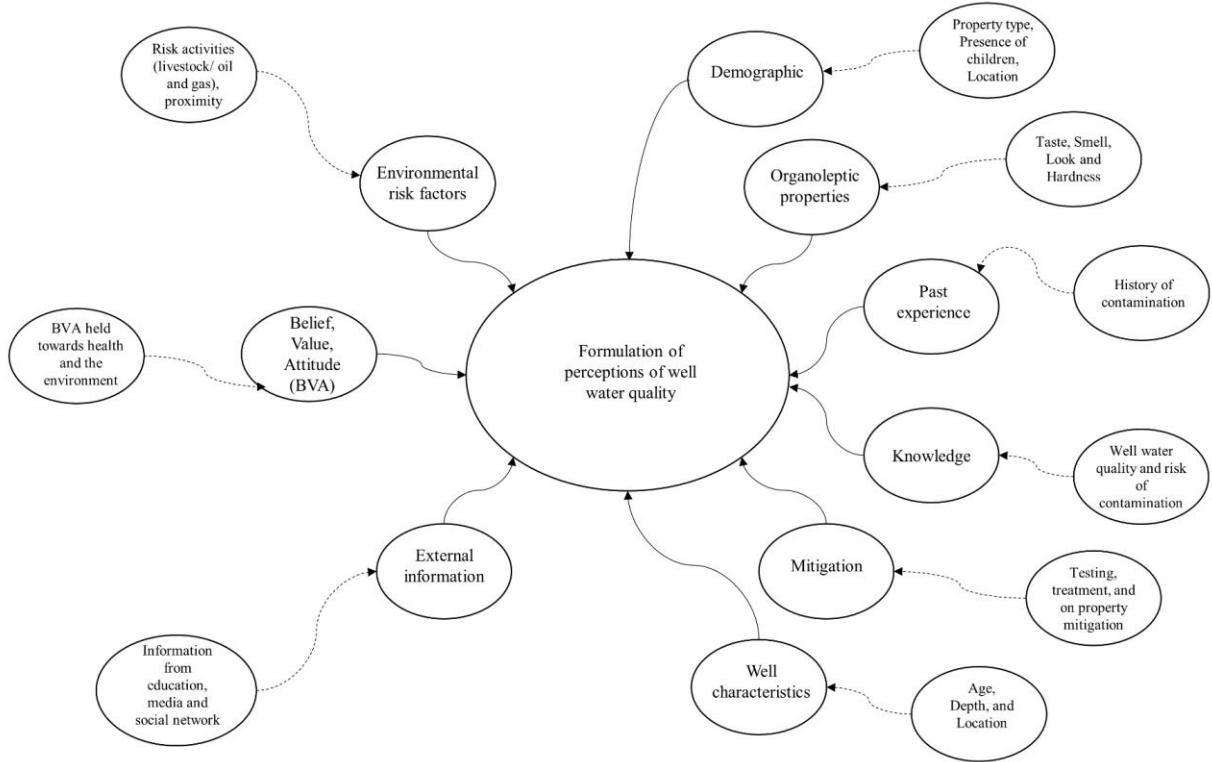 Risk activities
(livestock/ oil
and gas),
proximity
Demographic
Property type,
Presence of
children,
Location
Environmental
risk factors
Organoleptic
properties
Taste, Smell,
Look and
Hardness
Past
experience
History of
contamination
BVA held
towards health
and the
environment
Belief,
Value,
Attitude
(BVA)
Formulation of
perceptions of well
water quality
Knowledge
Well water
quality and risk
of
contamination
External
information
Mitigation
Testing,
treatment, and
on property
mitigation
Information
from
education,
media and
social network
Well
characteristics
Age,
Depth, and
Location